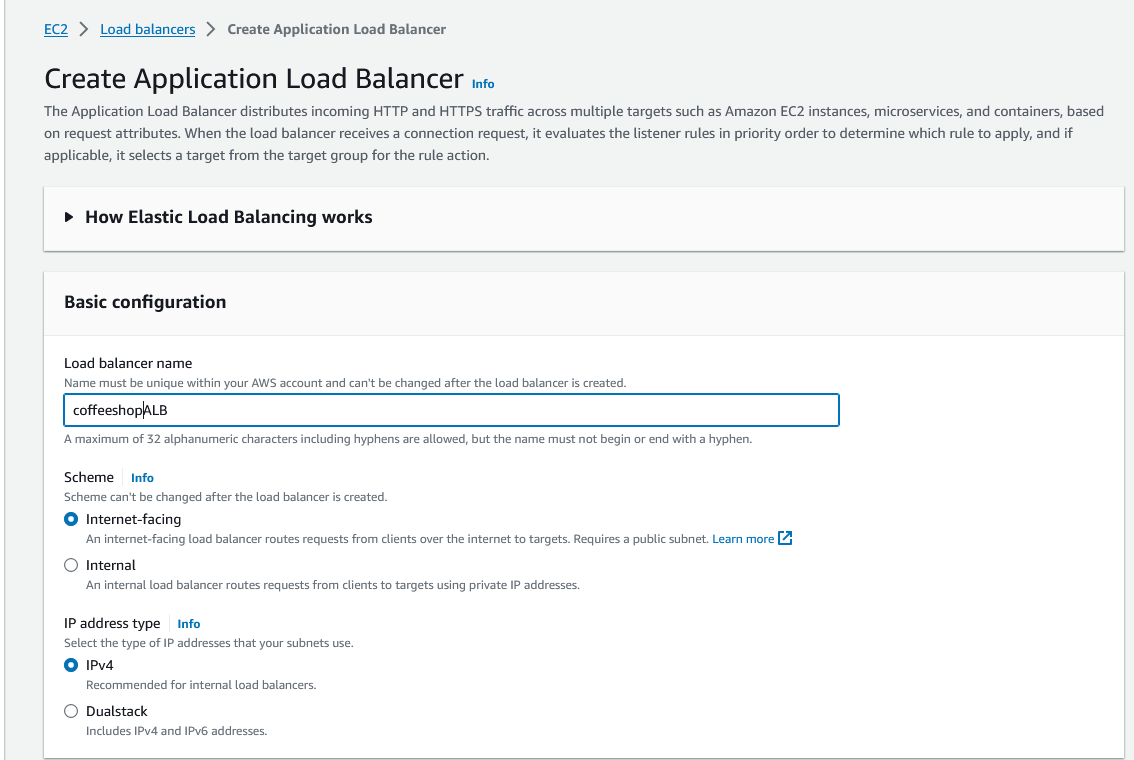 EC2 > Load balancers > Create Application Load Balancer
Create Application Load Balancer Info
The Application Load Balancer distributes incoming HTTP and HTTPS traffic across multiple targets such as Amazon EC2 instances, microservices, and containers, based
on request attributes. When the load balancer receives a connection request, it evaluates the listener rules in priority order to determine which rule to apply, and if
applicable, it selects a target from the target group for the rule action.
How Elastic Load Balancing works
Basic configuration
Load balancer name
Name must be unique within your AWS account and can't be changed after the load balancer is created.
coffeeshopALB
A maximum of 32 alphanumeric characters including hyphens are allowed, but the name must not begin or end with a hyphen.
Scheme Info
Scheme can't be changed after the load balancer is created.
Internet-facing
An internet-facing load balancer routes requests from clients over the internet to targets. Requires a public subnet. Learn more
Internal
An internal load balancer routes requests from clients to targets using private IP addresses.
IP address type Info
Select the type of IP addresses that your subnets use.
IPv4
Recommended for internal load balancers.
Dualstack
Includes IPv4 and IPv6 addresses.